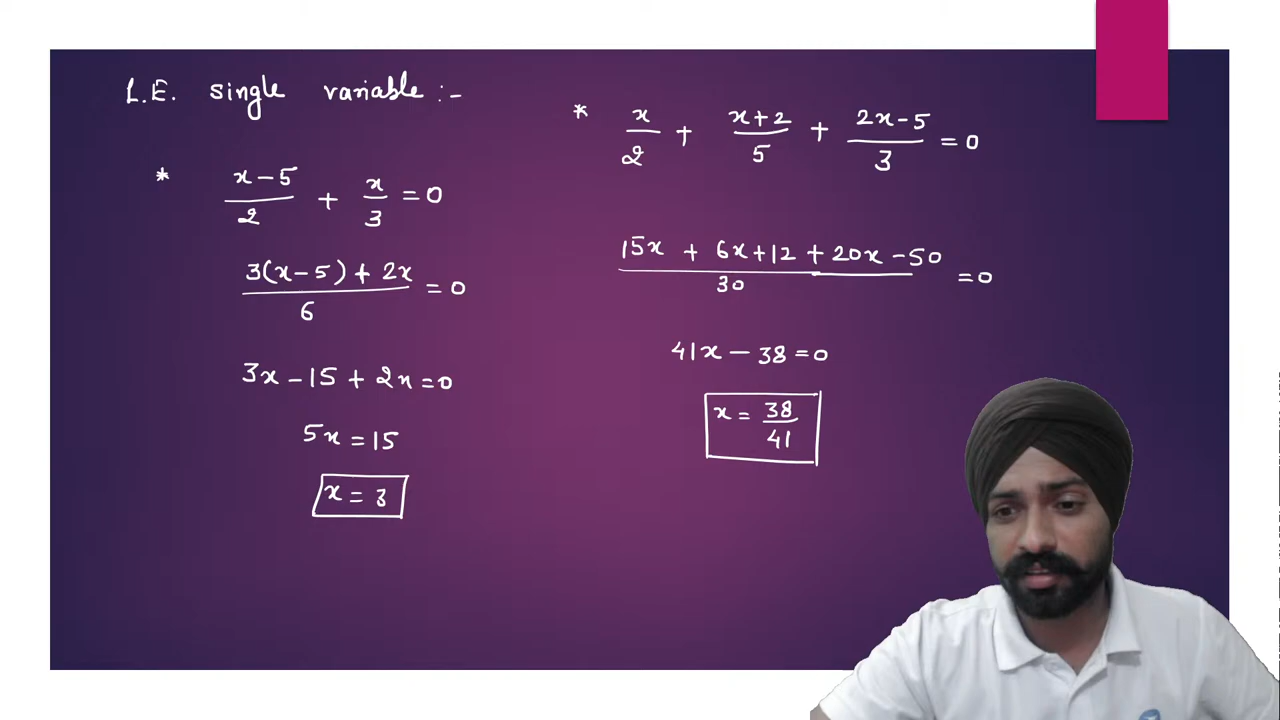 L.E. single variable :-
* (x-5)/2 + x/3 = 0
(3(x-5) + 2x)/6 = 0
3x - 15 + 2x = 0
5x = 15
x = 3
* x/2 + (x+2)/5 + (2x-5)/3 = 0
(15x + 6x+12 + 20x - 50)/30 = 0
41x - 38 = 0
x = 38/41